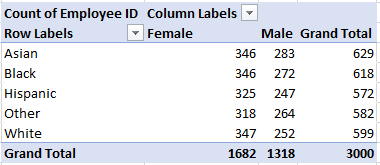 Count of Employee ID Column Labels
Row Labels Female Male Grand Total
Asian 346 283 629
Black 346 272 618
Hispanic 325 247 572
Other 318 264 582
White 347 252 599
Grand Total 1682 1318 3000